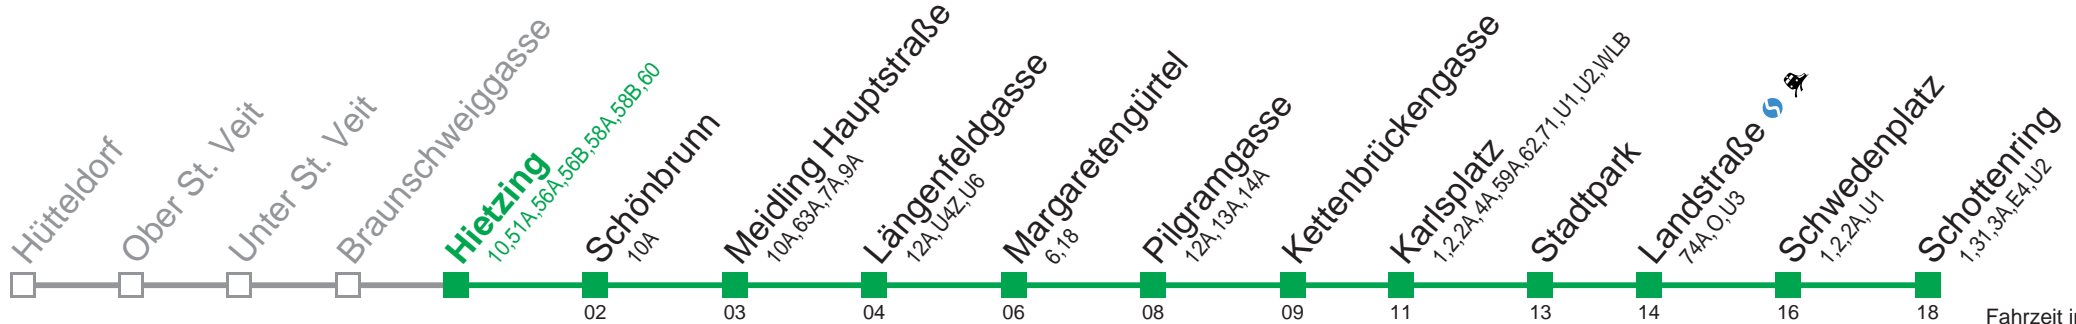 Hütteldorf
Ober St. Veit
Unter St. Veit
Braunschweiggasse
Hietzing
10,51A,56A,56B,58A,58B,60
Schönbrunn
10A
Meidling Hauptstraße
10A,63A,7A,9A
Längenfeldgasse
12A,U4Z,U6
Margaretengürtel
6,18
Pilgramgasse
12A,13A,14A
Kettenbrückengasse
Karlsplatz
1,2,2A,4A,59A,62,71,U1,U2,WLB
Stadtpark
Landstraße
74A,O,U3
Schwedenplatz
1,2,2A,U1
Schottenring
1,31,3A,E4,U2
02 03 04 06 08 09 11 13 14 16 18
Fahrzeit